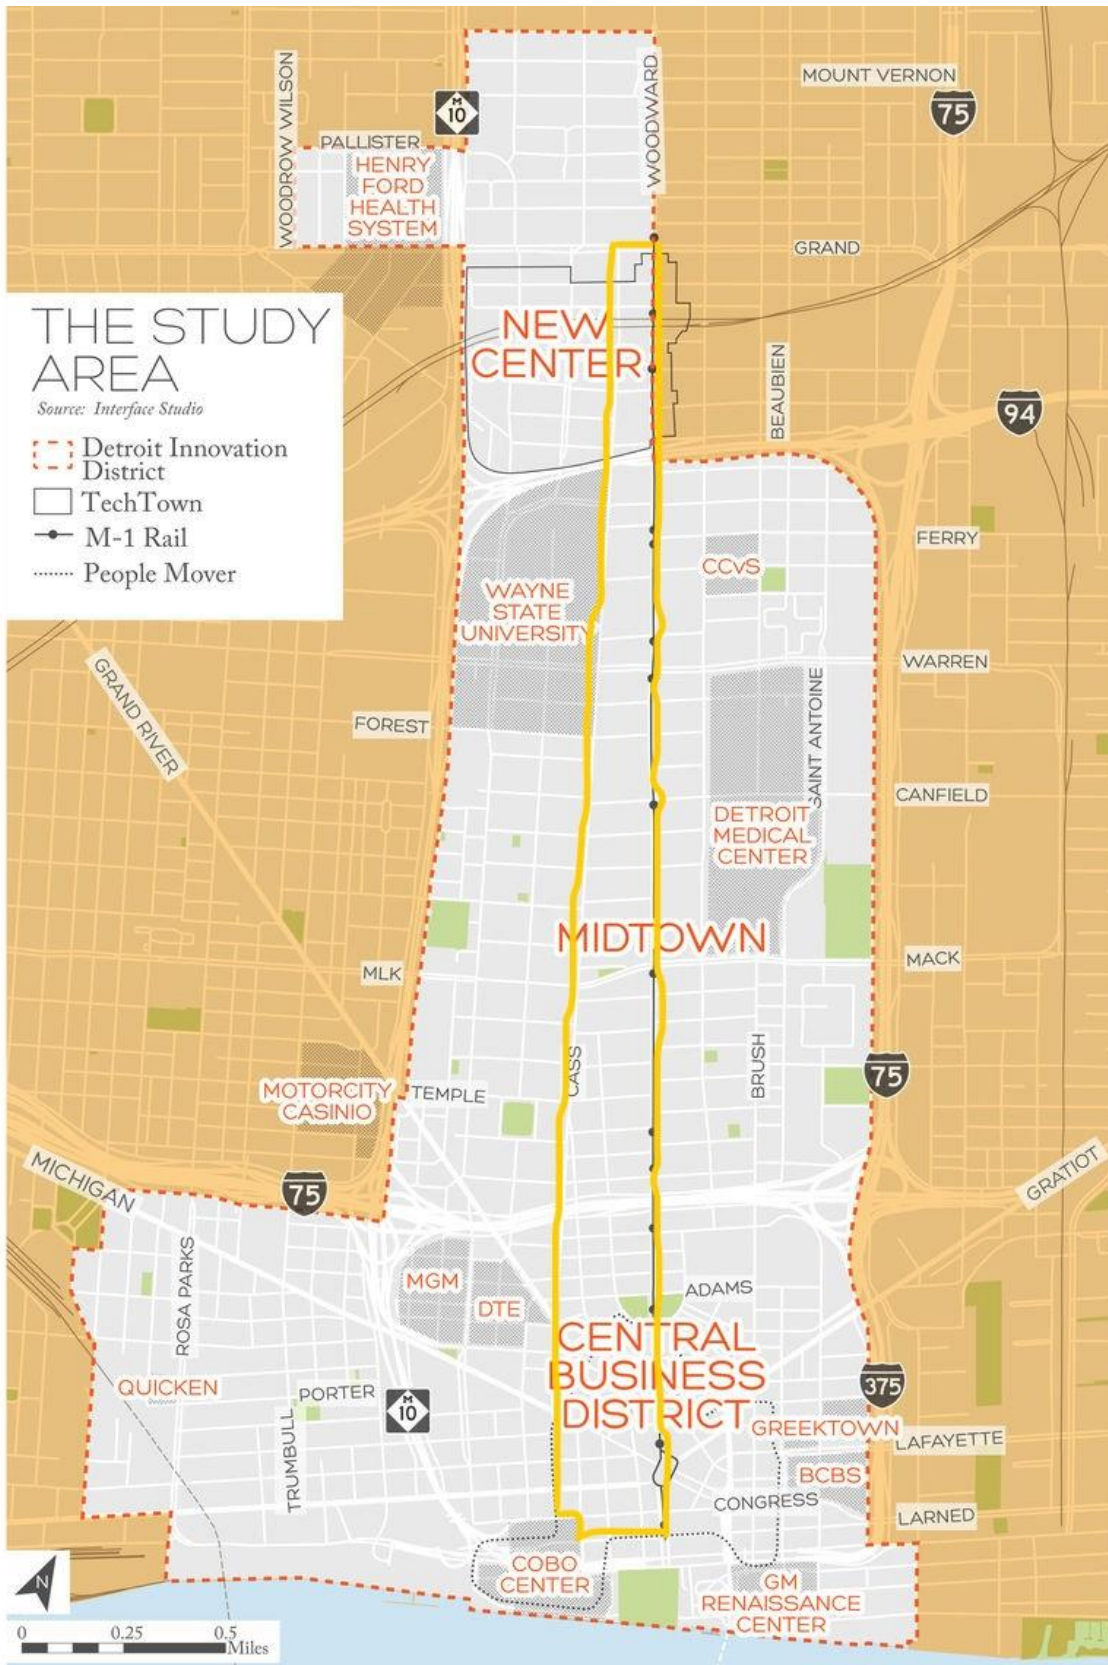 WOODROW WILSON
M
10
WOODWARD
MOUNT VERNON
75
PALLISTER
HENRY
FORD
HEALTH
SYSTEM
GRAND
THE STUDY
AREA
Source: Interface Studio
Detroit Innovation
District
TechTown
M-1 Rail
People Mover
NEW
CENTER
BEAUBIEN
94
FERRY
CCVS
WAYNE
STATE
UNIVERSITY
WARREN
GRAND RIVER
FOREST
SAINT ANTOINE
CANFIELD
DETROIT
MEDICAL
CENTER
MIDTOWN
MLK
MACK
CASS
BRUSH
75
MOTORCITY
CASINIO
TEMPLE
MICHIGAN
75
GRATIOT
ROSA PARKS
MGM
DTE
ADAMS
CENTRAL
BUSINESS
DISTRICT
QUICKEN
PORTER
M
10
375
TRUMBULL
GREEKTOWN
LAFAYETTE
BCBS
CONGRESS
LARNED
COBO
CENTER
GM
RENAISSANCE
CENTER
N
0 0.25 0.5
Miles